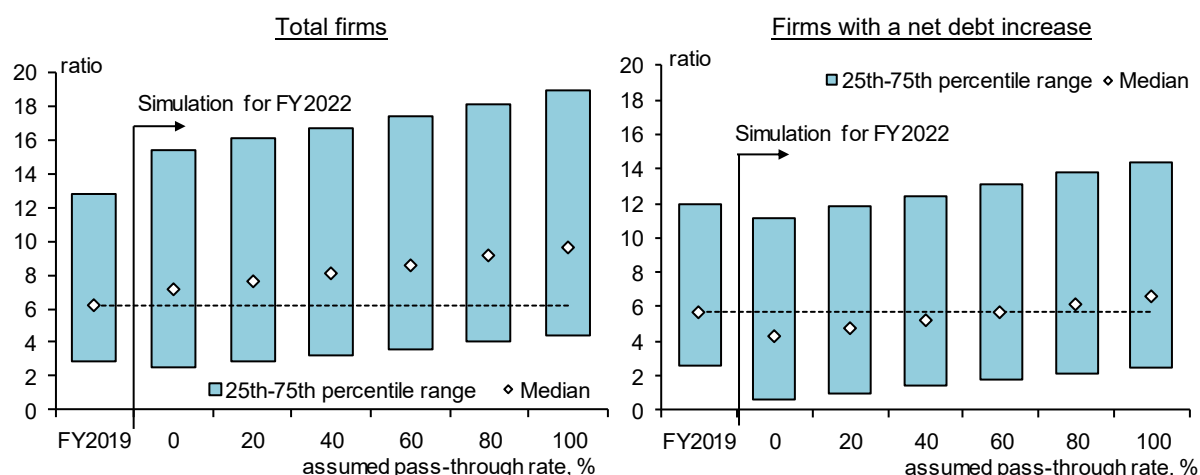 Total firms
ratio
20
18
16
14
12
10
8
6
4
2
0
Simulation for FY2022
25th-75th percentile range
Median
FY2019 0 20 40 60 80 100
assumed pass-through rate, %
Firms with a net debt increase
ratio
20
18
16
14
12
10
8
6
4
2
0
25th-75th percentile range
Median
Simulation for FY2022
FY2019 0 20 40 60 80 100
assumed pass-through rate, %